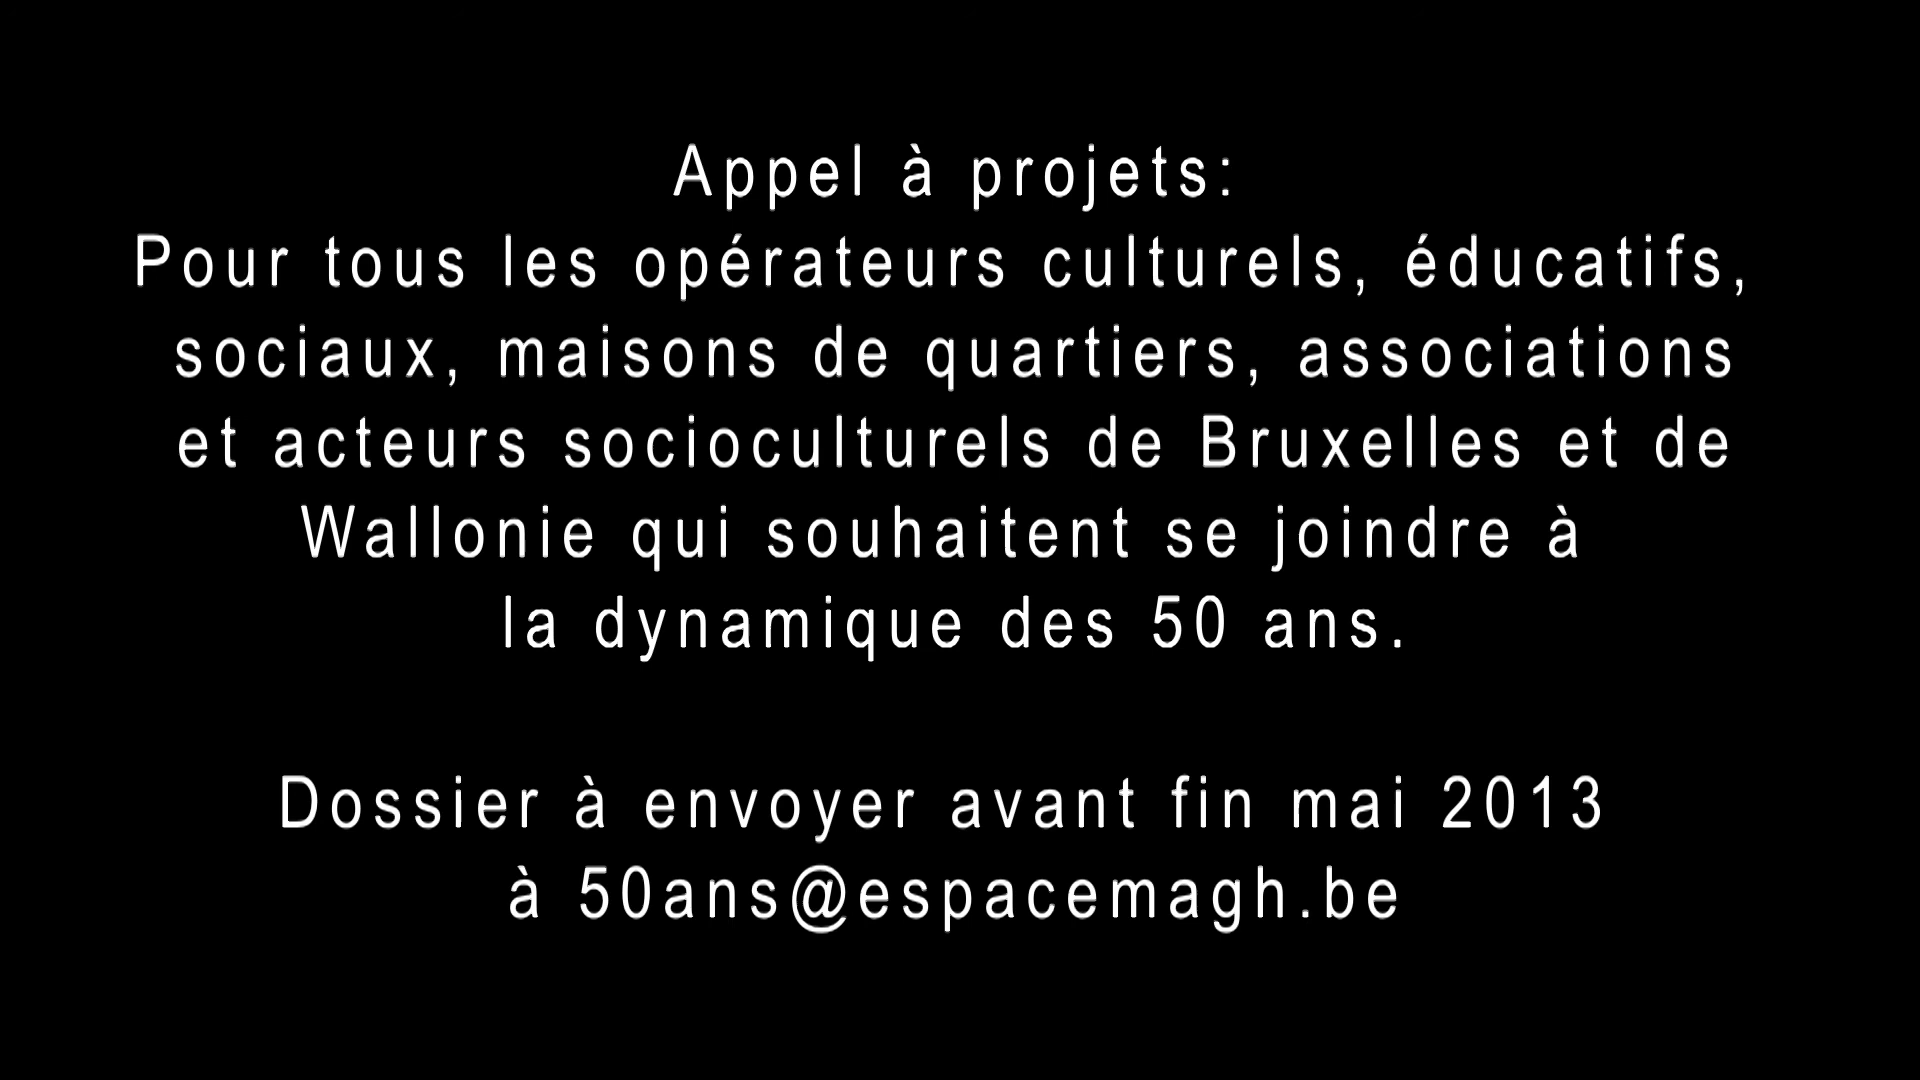 Appel à projets:
Pour tous les opérateurs culturels, éducatifs,
sociaux, maisons de quartiers, associations
et acteurs socioculturels de Bruxelles et de
Wallonie qui souhaitent se joindre à
la dynamique des 50 ans.
Dossier à envoyer avant fin mai 2013
à 50ans@espacemagh.be